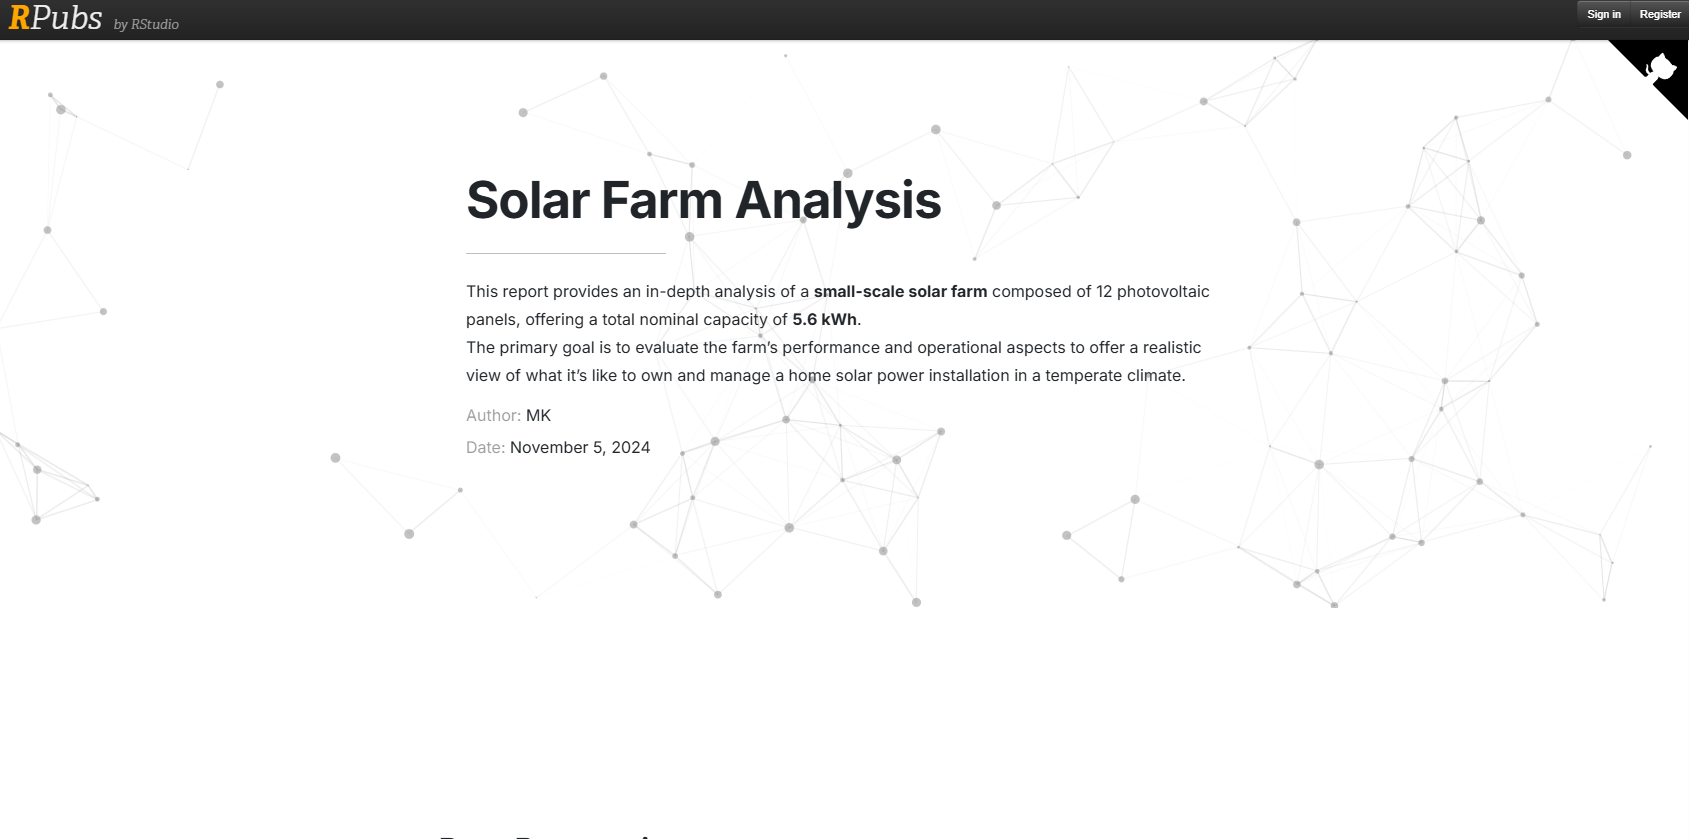 RPubs by RStudio
Sign in Register
Solar Farm Analysis
This report provides an in-depth analysis of a small-scale solar farm composed of 12 photovoltaic
panels, offering a total nominal capacity of 5.6 kWh.
The primary goal is to evaluate the farm’s performance and operational aspects to offer a realistic
view of what it’s like to own and manage a home solar power installation in a temperate climate.
Author: MK
Date: November 5, 2024